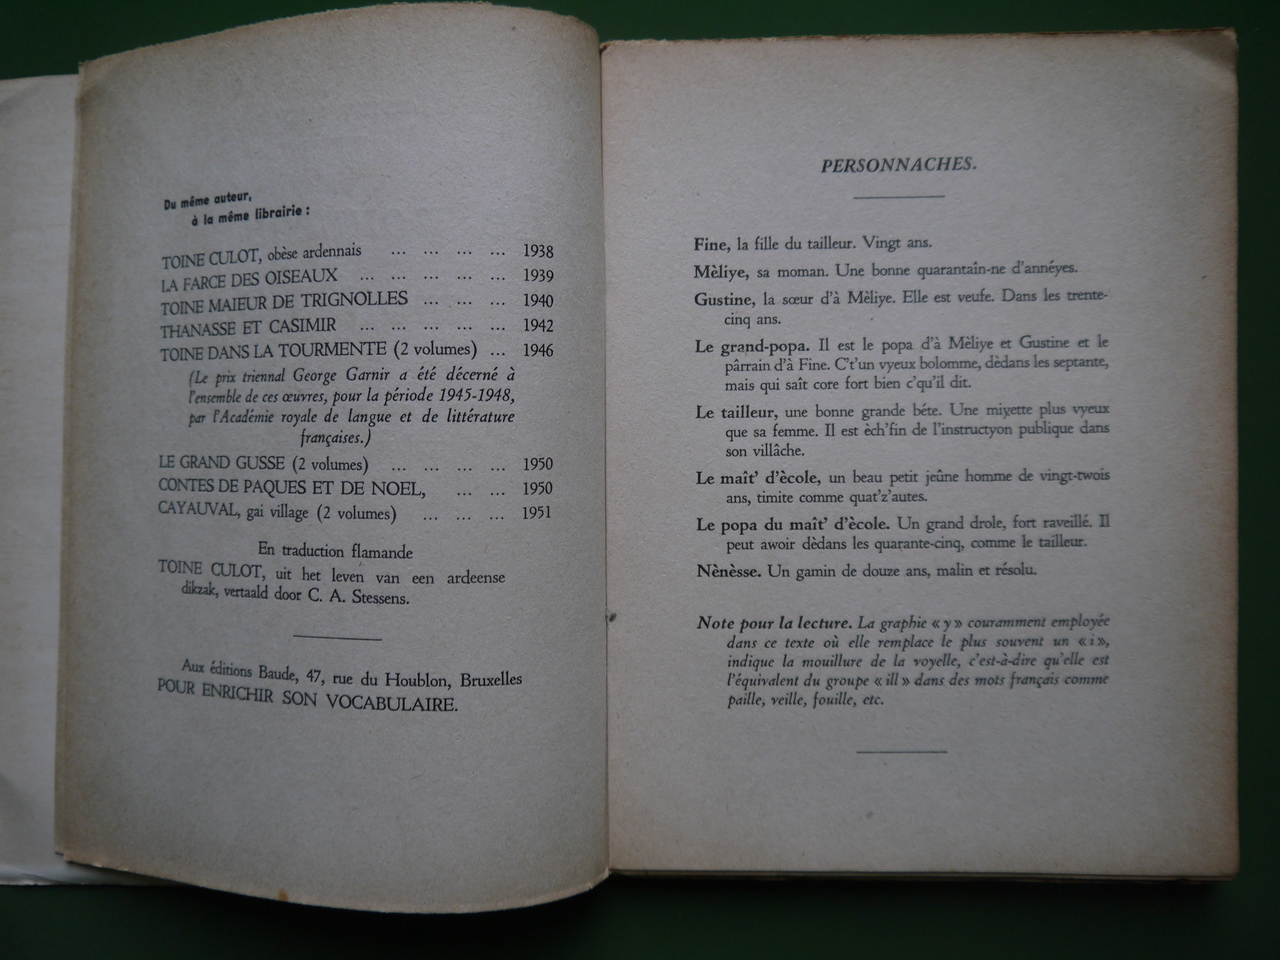 Du même auteur,
à la même librairie :
TOINE CULOT, obèse ardennais ... ... ... ... 1938
LA FARCE DES OISEAUX ... ... ... ... ... 1939
TOINE MAIEUR DE TRIGNOLLES ... ... ... 1940
THANASSE ET CASIMIR ... ... ... ... ... 1942
TOINE DANS LA TOURMENTE (2 volumes) ... 1946
(Le prix triennal George Garnir a été décerné à
l'ensemble de ces œuvres, pour la période 1945-1948,
par l'Académie royale de langue et de littérature
françaises.)
LE GRAND GUSSE (2 volumes) ... ... ... ... 1950
CONTES DE PAQUES ET DE NOEL, ... ... 1950
CAYAUVAL, gai village (2 volumes) ... ... ... 1951
En traduction flamande
TOINE CULOT, uit het leven van een ardeense
dikzak, vertaald door C. A. Stessens.
Aux éditions Baude, 47, rue du Houblon, Bruxelles
POUR ENRICHIR SON VOCABULAIRE.
PERSONNACHES.
Fine, la fille du tailleur. Vingt ans.
Mèliye, sa moman. Une bonne quarantaîn-ne d'annéyes.
Gustine, la sœur d'à Mèliye. Elle est veufe. Dans les trente-
cinq ans.
Le grand-popa. Il est le popa d'à Mèliye et Gustine et le
pârrain d'à Fine. C't'un vyeux bolomme, dèdans les septante,
mais qui saît core fort bien c'qu'il dit.
Le tailleur, une bonne grande béte. Une miyette plus vyeux
que sa femme. Il est èch'fin de l'instructyon publique dans
son villâche.
Le maît' d'ècole, un beau petit jeûne homme de vingt-twois
ans, timite comme quat'z'autes.
Le popa du maît' d'ècole. Un grand drole, fort raveillé. Il
peut awoir dèdans les quarante-cinq, comme le tailleur.
Nènèsse. Un gamin de douze ans, malin et résolu.
Note pour la lecture. La graphie « y » couramment employée
dans ce texte où elle remplace le plus souvent un « i »,
indique la mouillure de la voyelle, c'est-à-dire qu'elle est
l'équivalent du groupe « ill » dans des mots français comme
paille, veille, fouille, etc.